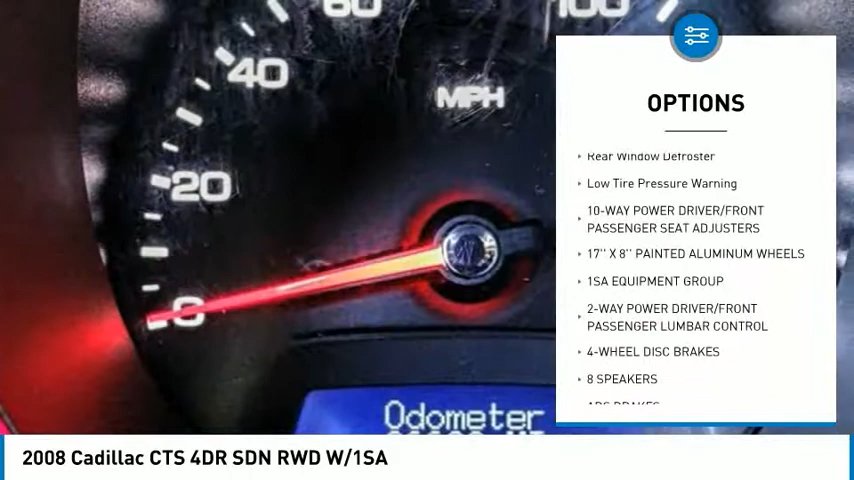 60
100
40
MPH
20
0
Odometer
OPTIONS
Rear Window Defroster
Low Tire Pressure Warning
10-WAY POWER DRIVER/FRONT
PASSENGER SEAT ADJUSTERS
17'' X 8'' PAINTED ALUMINUM WHEELS
1SA EQUIPMENT GROUP
2-WAY POWER DRIVER/FRONT
PASSENGER LUMBAR CONTROL
4-WHEEL DISC BRAKES
8 SPEAKERS
ABS BRAKES
2008 Cadillac CTS 4DR SDN RWD W/1SA